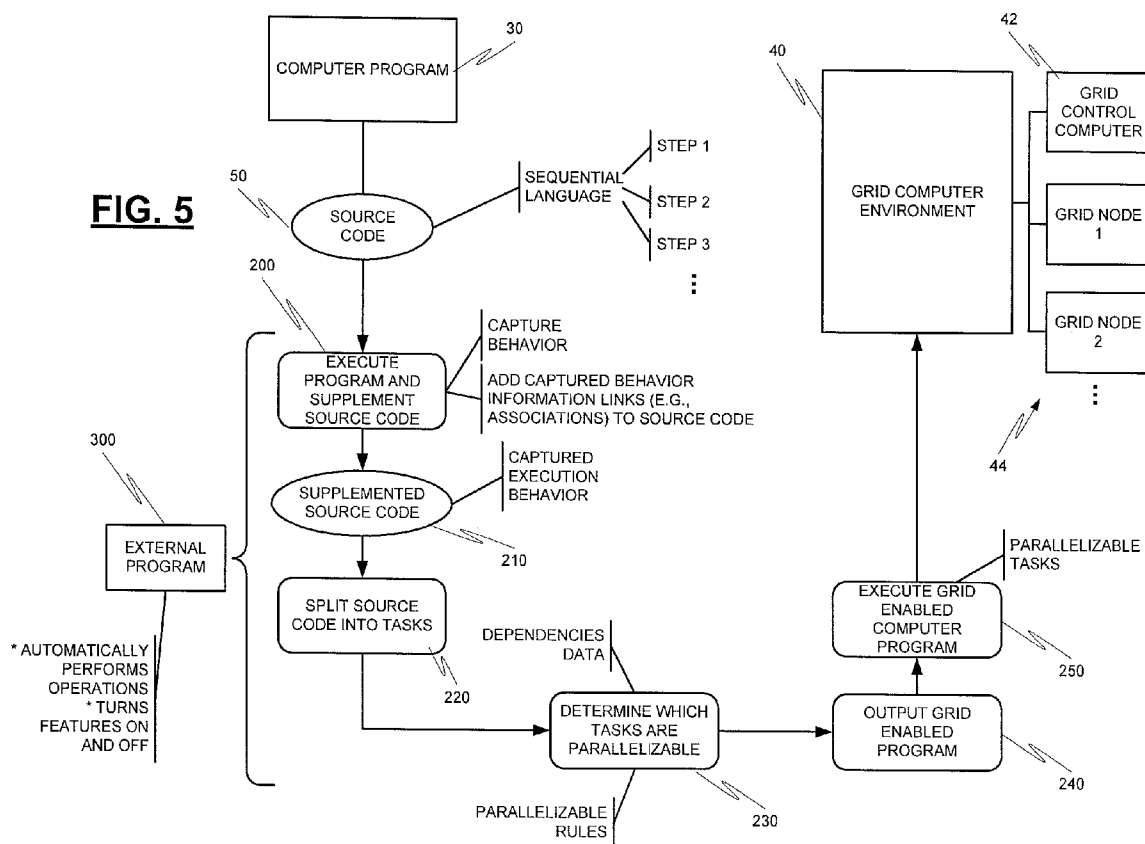 30
COMPUTER PROGRAM
FIG. 5
50
SOURCE
CODE
SEQUENTIAL
LANGUAGE
STEP 1
STEP 2
STEP 3
...
200
EXECUTE
PROGRAM AND
SUPPLEMENT
SOURCE CODE
CAPTURE
BEHAVIOR
ADD CAPTURED BEHAVIOR
INFORMATION LINKS (E.G.,
ASSOCIATIONS) TO SOURCE CODE
SUPPLEMENTED
SOURCE CODE
CAPTURED
EXECUTION
BEHAVIOR
210
300
EXTERNAL
PROGRAM
* AUTOMATICALLY
PERFORMS
OPERATIONS
* TURNS
FEATURES ON
AND OFF
SPLIT SOURCE
CODE INTO TASKS
220
DEPENDENCIES
DATA
DETERMINE WHICH
TASKS ARE
PARALLELIZABLE
230
PARALLELIZABLE
RULES
OUTPUT GRID
ENABLED
PROGRAM
240
PARALLELIZABLE
TASKS
EXECUTE GRID
ENABLED
COMPUTER
PROGRAM
250
40
GRID COMPUTER
ENVIRONMENT
42
GRID
CONTROL
COMPUTER
GRID NODE
1
GRID NODE
2
...
44